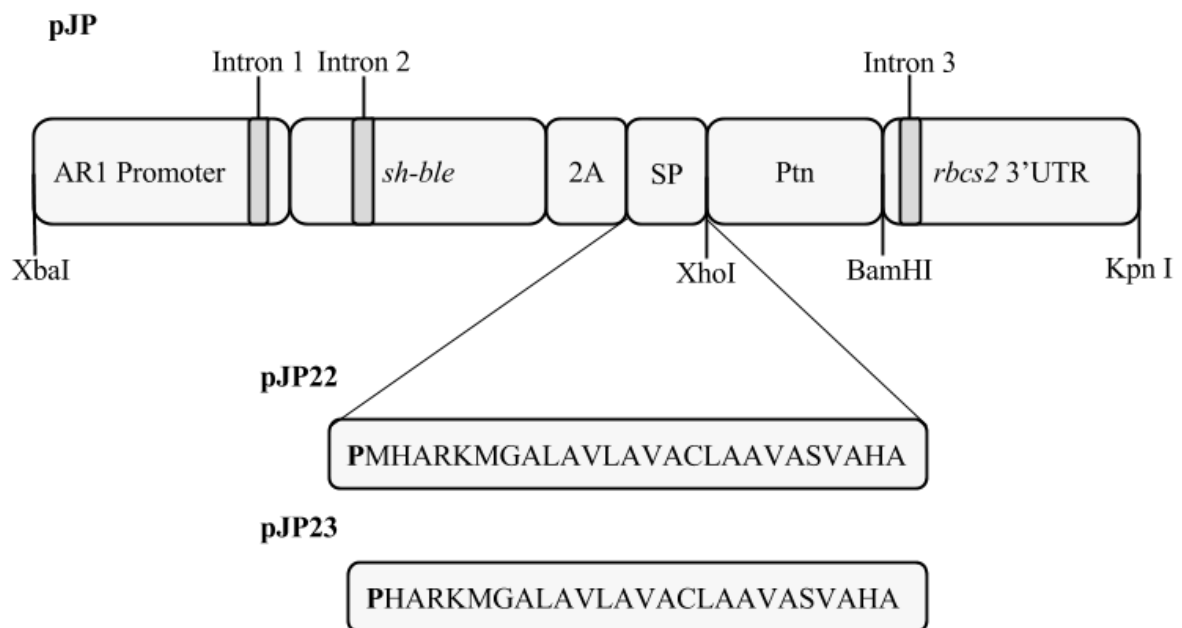 pJP
Intron 1 Intron 2 Intron 3
AR1 Promoter sh-ble 2A SP Ptn rbcs2 3’UTR
XbaI XhoI BamHI Kpn I
pJP22
PMHARKMGALAVLAVACLAAVASVAHA
pJP23
PHARKMGALAVLAVACLAAVASVAHA